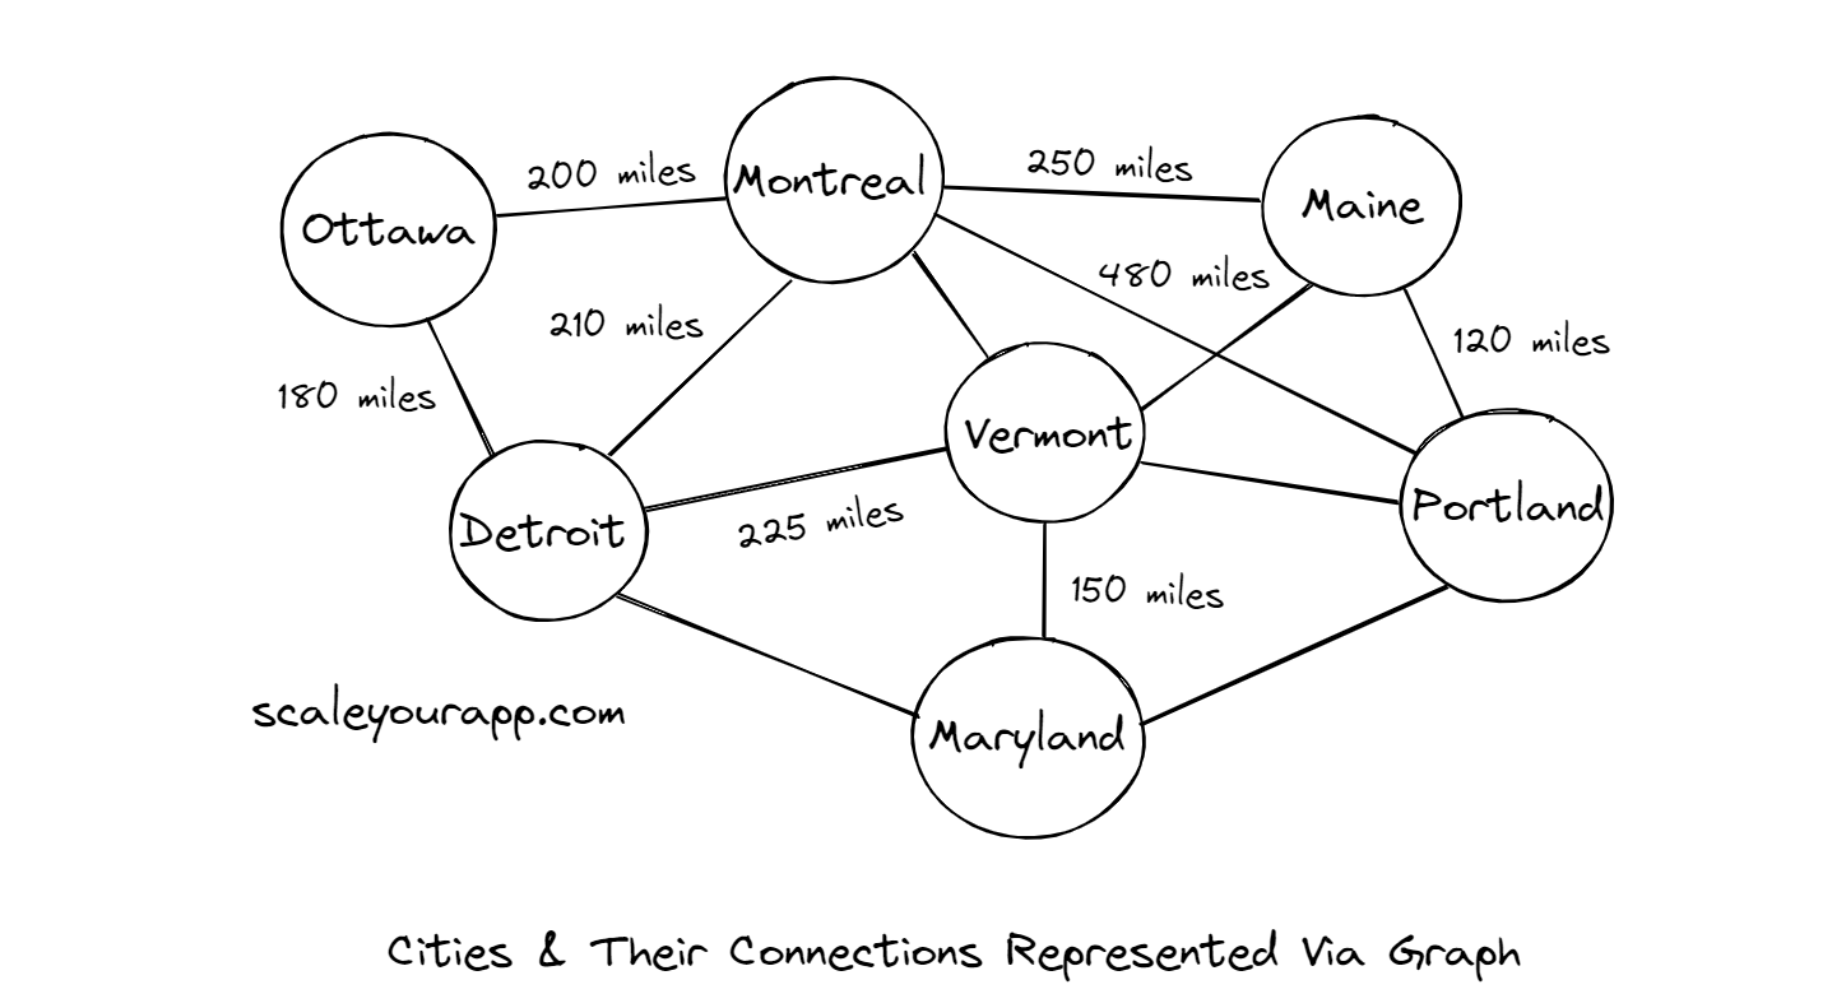 Montreal
250 miles
200 miles
Maine
Ottawa
480 miles
210 miles
120 miles
180 miles
Vermont
Portland
Detroit
225 miles
150 miles
scaleyourapp.com
Maryland
Cities & Their Connections Represented Via Graph